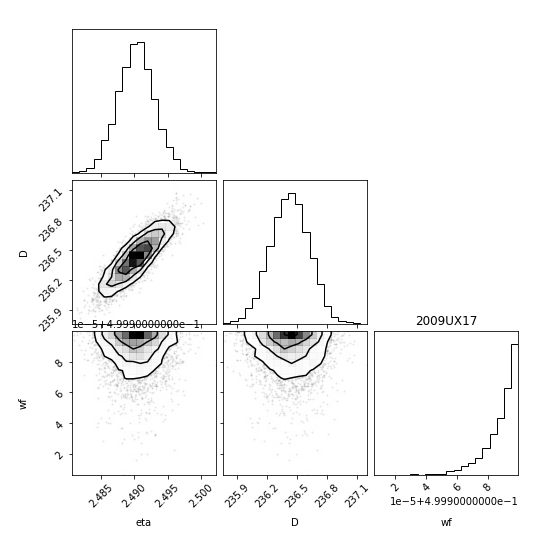 237.1
236.8
236.5
236.2
235.9
D
1e-5+4.9990000000e-1
2009UX17
8
6
4
2
wf
2.485
2.490
2.495
2.500
eta
235.9
236.2
236.5
236.8
237.1
D
2
4
6
8
1e-5+4.9990000000e-1
wf